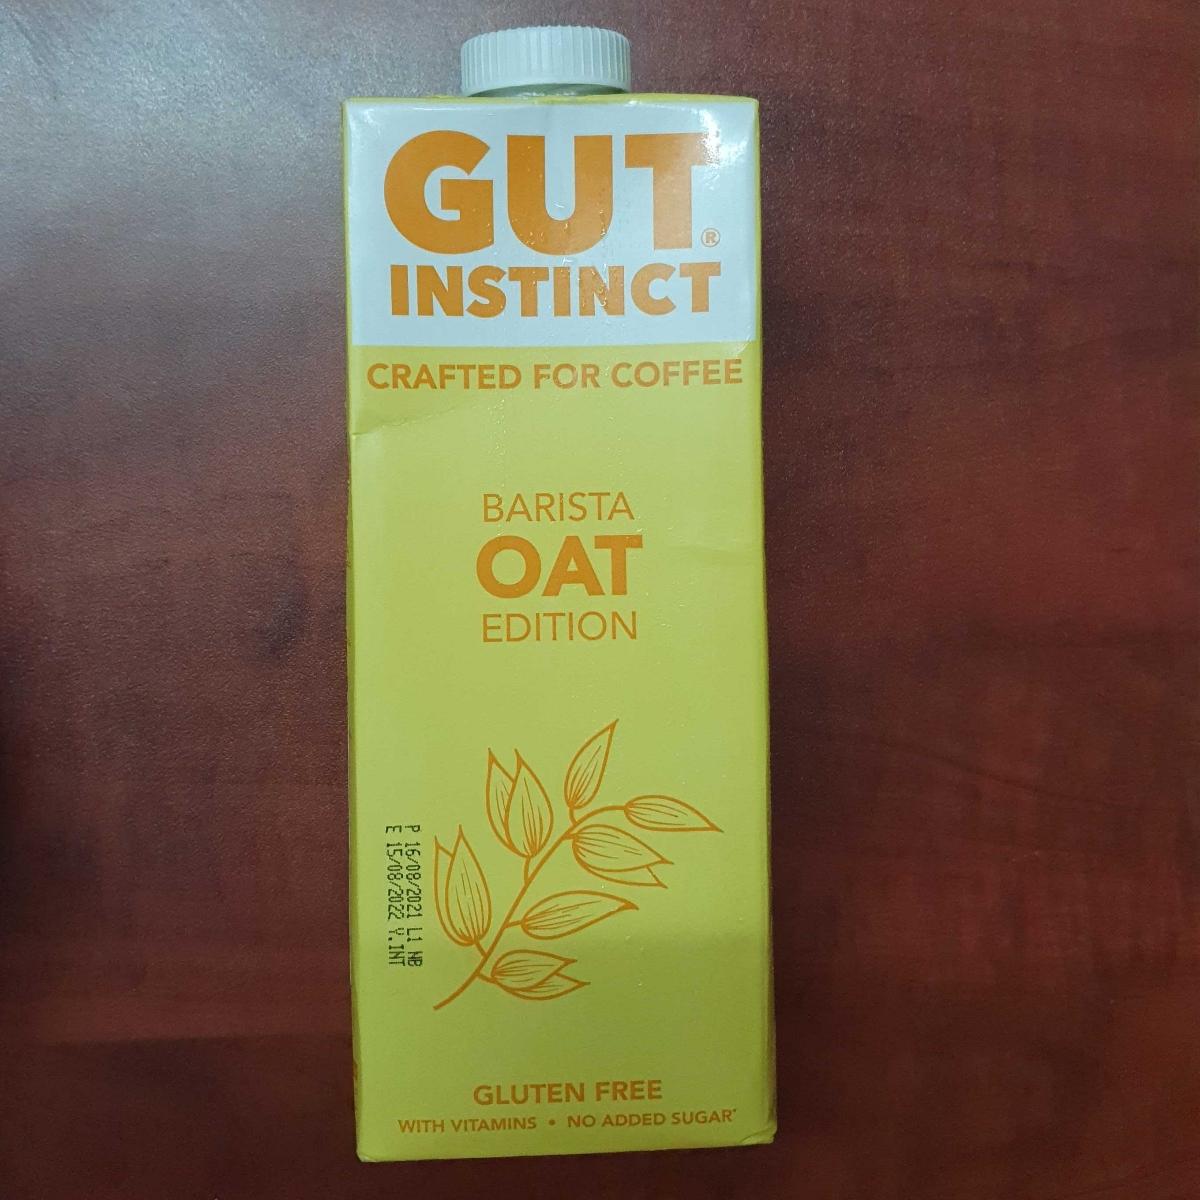 GUT®
INSTINCT
CRAFTED FOR COFFEE
BARISTA
OAT
EDITION
P 16/08/2021 L1 NB
E 15/08/2022 Y.INT
GLUTEN FREE
WITH VITAMINS • NO ADDED SUGAR*